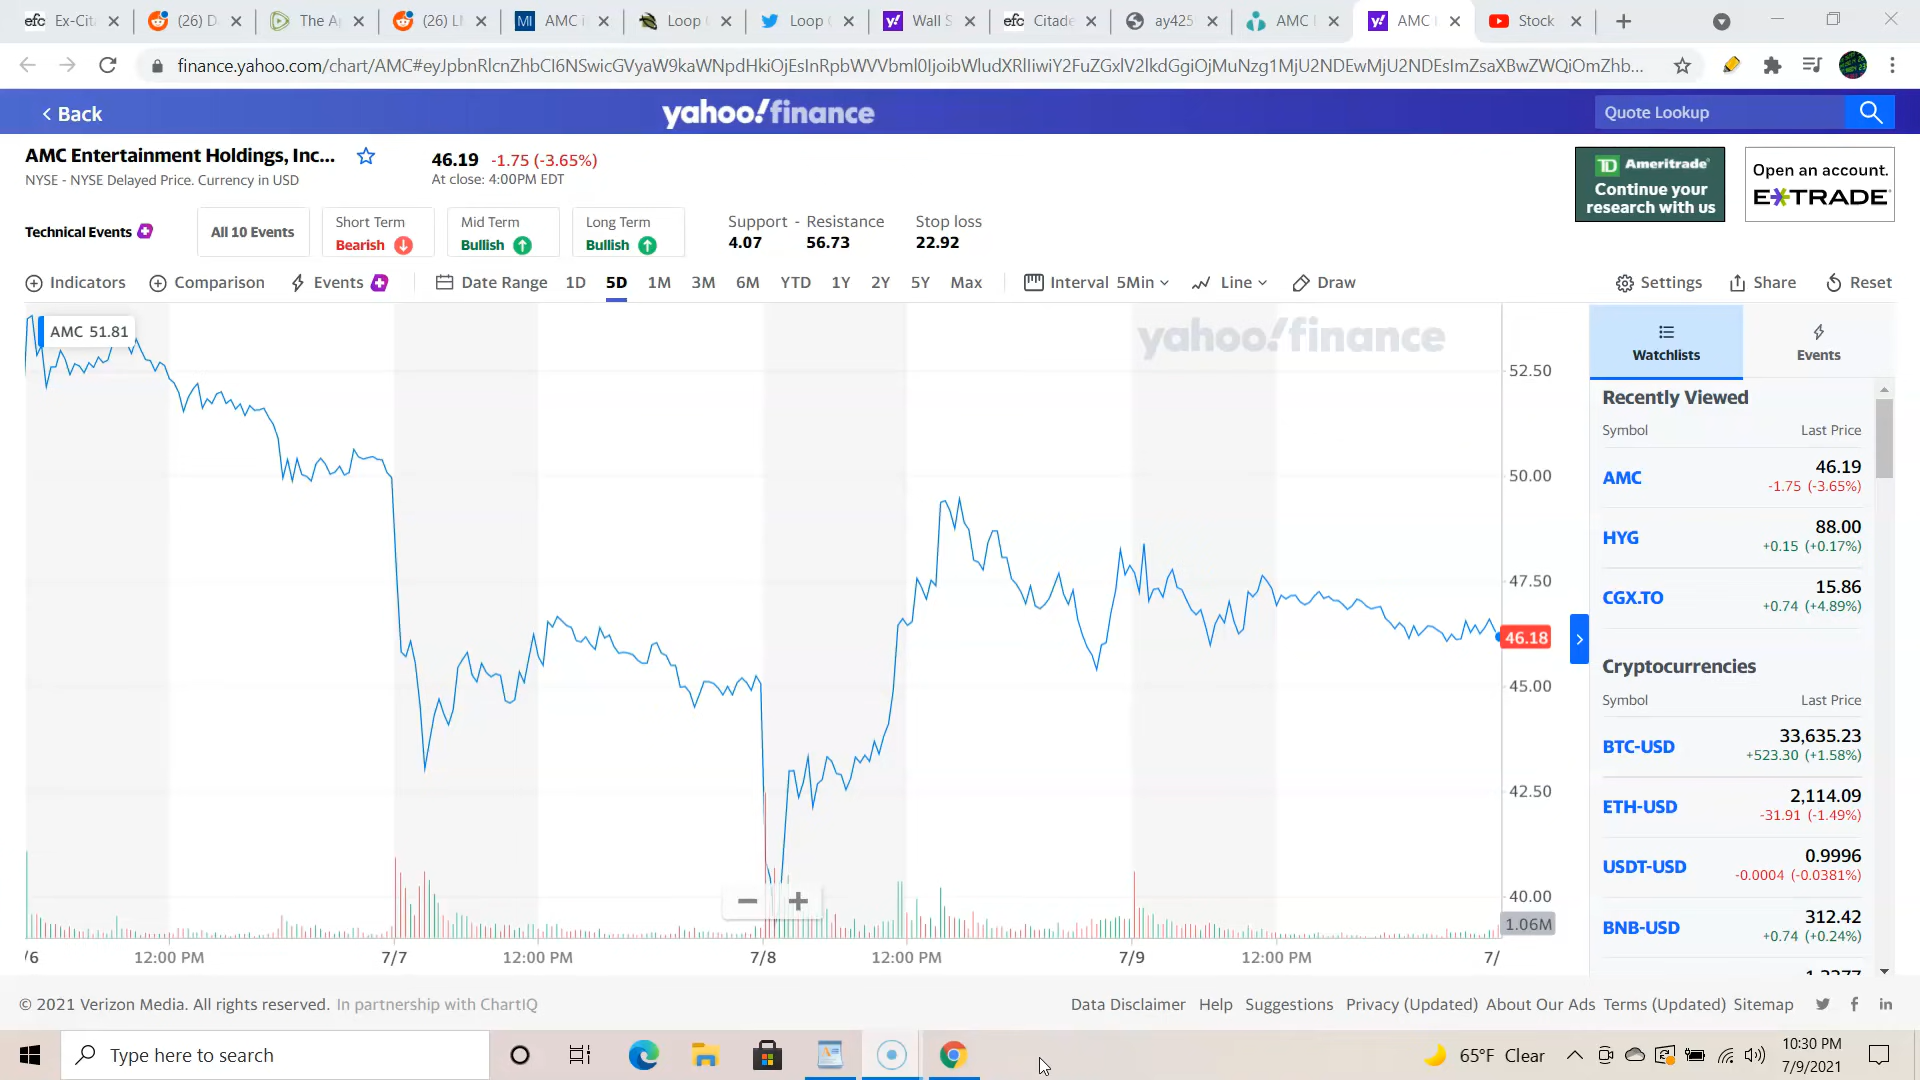 efc Ex-Cita
(26) D
The A
(26) L
MI AMC i
Loop
Loop
y! Wall S
efc Citade
ay425
AMC
y! AMC
Stock
finance.yahoo.com/chart/AMC#
Back
yahoo!finance
Quote Lookup
AMC Entertainment Holdings, Inc...
46.19 -1.75 (-3.65%)
NYSE - NYSE Delayed Price. Currency in USD
At close: 4:00PM EDT
TD Ameritrade
Continue your
research with us
Open an account.
E*TRADE
Technical Events
All 10 Events
Short Term
Bearish
Mid Term
Bullish
Long Term
Bullish
Support - Resistance
4.07 56.73
Stop loss
22.92
Indicators Comparison Events Date Range 1D 5D 1M 3M 6M YTD 1Y 2Y 5Y Max Interval 5Min Line Draw Settings Share Reset
AMC 51.81
yahoo!finance
52.50
50.00
47.50
46.18
45.00
42.50
40.00
1.06M
/6 12:00 PM 7/7 12:00 PM 7/8 12:00 PM 7/9 12:00 PM 7/
Watchlists
Events
Recently Viewed
Symbol Last Price
AMC 46.19
-1.75 (-3.65%)
HYG 88.00
+0.15 (+0.17%)
CGX.TO 15.86
+0.74 (+4.89%)
Cryptocurrencies
Symbol Last Price
BTC-USD 33,635.23
+523.30 (+1.58%)
ETH-USD 2,114.09
-31.91 (-1.49%)
USDT-USD 0.9996
-0.0004 (-0.0381%)
BNB-USD 312.42
+0.74 (+0.24%)
© 2021 Verizon Media. All rights reserved. In partnership with ChartIQ
Data Disclaimer Help Suggestions Privacy (Updated) About Our Ads Terms (Updated) Sitemap
Type here to search
65°F Clear
10:30 PM
7/9/2021